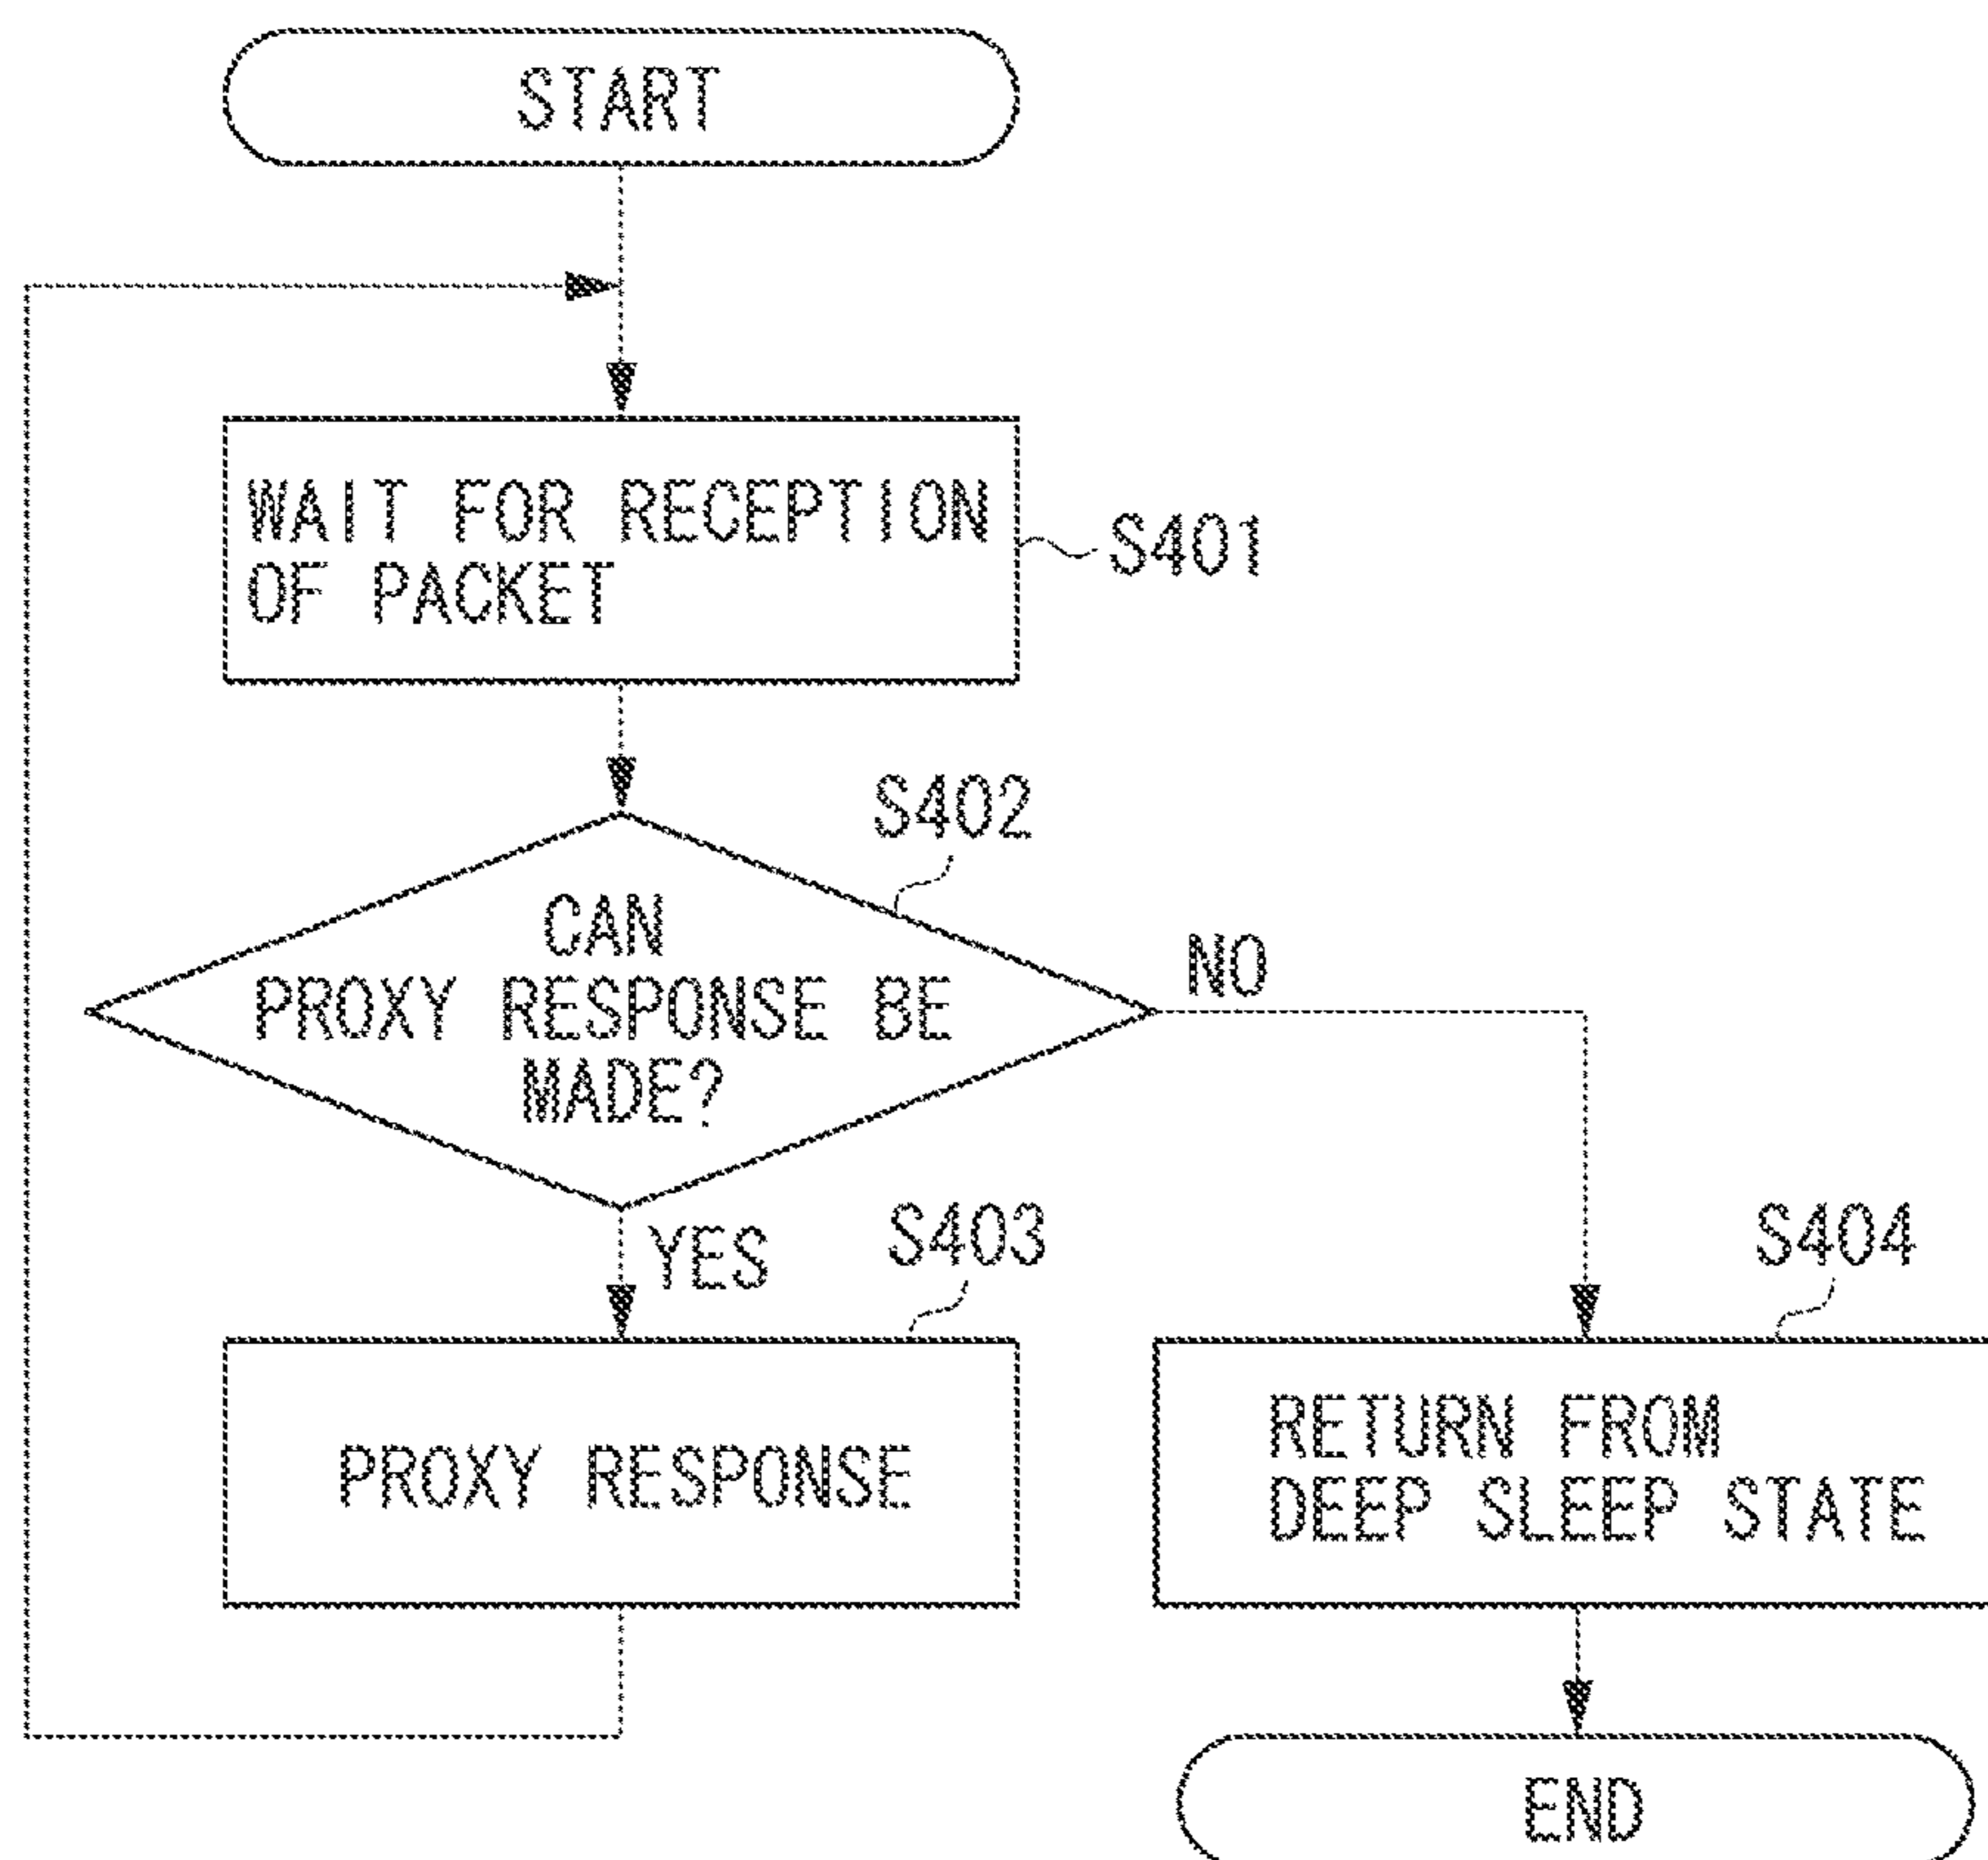 START
WAIT FOR RECEPTION
OF PACKET
S401
S402
CAN
PROXY RESPONSE BE
MADE?
NO
YES
S403
PROXY RESPONSE
S404
RETURN FROM
DEEP SLEEP STATE
END